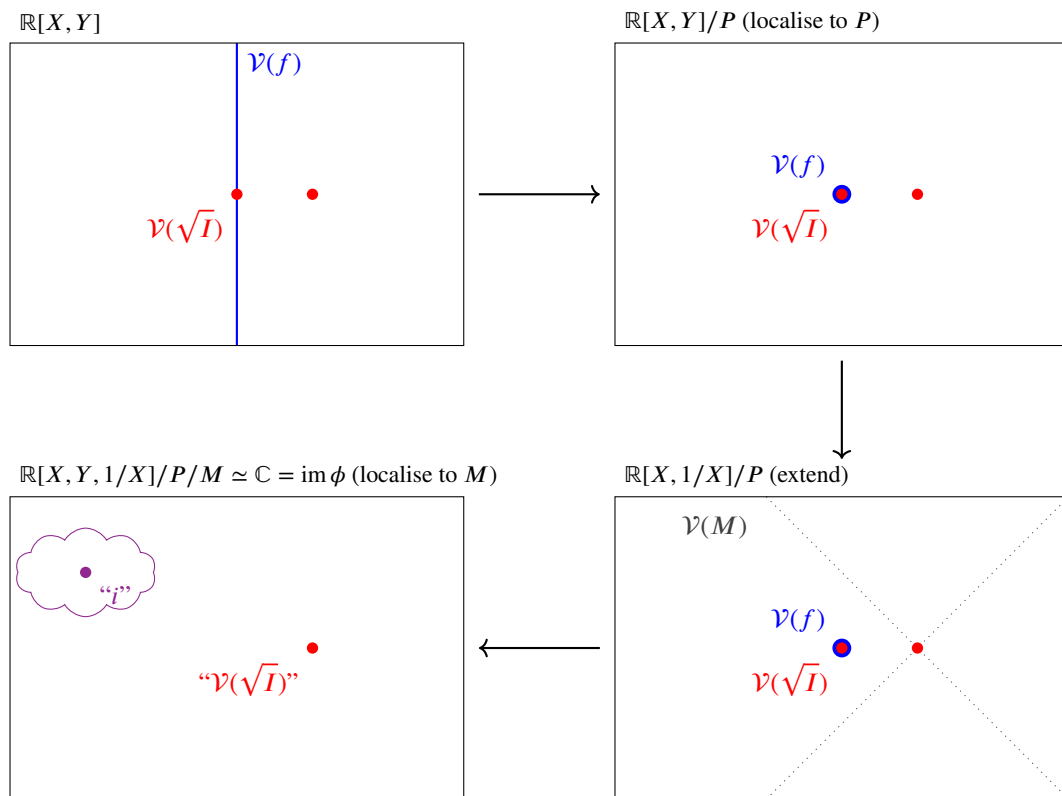 ℝ[X, Y]
𝒱(f)
𝒱(√I)
ℝ[X, Y]/P (localise to P)
𝒱(f)
𝒱(√I)
ℝ[X, Y, 1/X]/P/M ≃ ℂ = im ϕ (localise to M)
“i”
“𝒱(√I)”
ℝ[X, 1/X]/P (extend)
𝒱(M)
𝒱(f)
𝒱(√I)